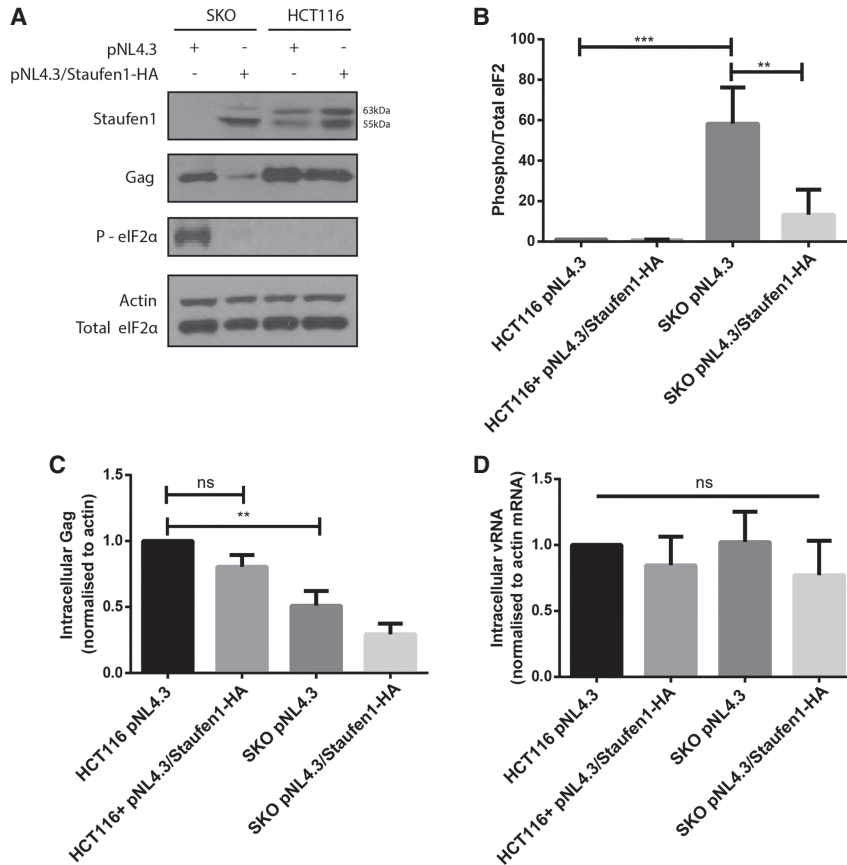 A
SKO HCT116
pNL4.3 + - + -
pNL4.3/Staufen1-HA - + - +
Staufen1
63kDa
55kDa
Gag
P - eIF2α
Actin
Total eIF2α
B
Phospho/Total eIF2
100
80
60
40
20
0
***
**
HCT116 pNL4.3
HCT116+ pNL4.3/Staufen1-HA
SKO pNL4.3
SKO pNL4.3/Staufen1-HA
C
Intracellular Gag
(normalised to actin)
1.5
1.0
0.5
0.0
ns
**
HCT116 pNL4.3
HCT116+ pNL4.3/Staufen1-HA
SKO pNL4.3
SKO pNL4.3/Staufen1-HA
D
Intracellular vRNA
(normalised to actin mRNA)
1.5
1.0
0.5
0.0
ns
HCT116 pNL4.3
HCT116+ pNL4.3/Staufen1-HA
SKO pNL4.3
SKO pNL4.3/Staufen1-HA